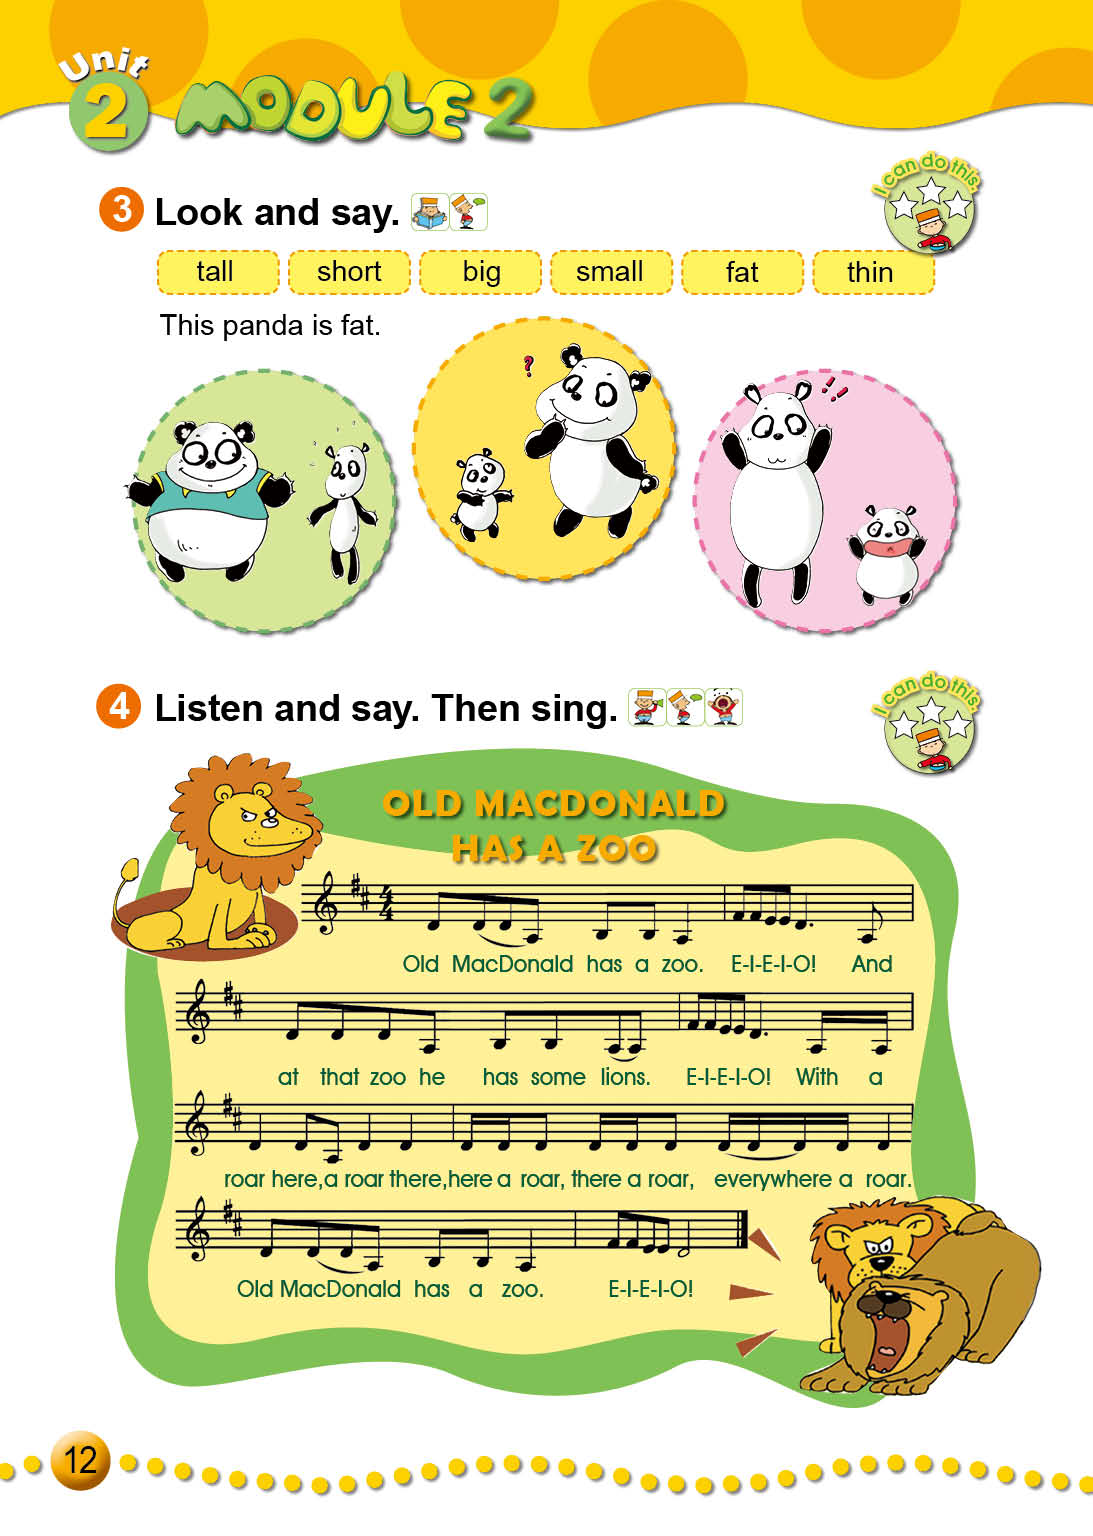 Unit
2 MODULE 2
I can do this.
3 Look and say.
tall short big small fat thin
This panda is fat.
?
!!
I can do this.
4 Listen and say. Then sing.
OLD MACDONALD
HAS A ZOO
4
4
Old MacDonald has a zoo. E-I-E-I-O! And
at that zoo he has some lions. E-I-E-I-O! With a
roar here,a roar there,here a roar, there a roar, everywhere a roar.
Old MacDonald has a zoo. E-I-E-I-O!
12